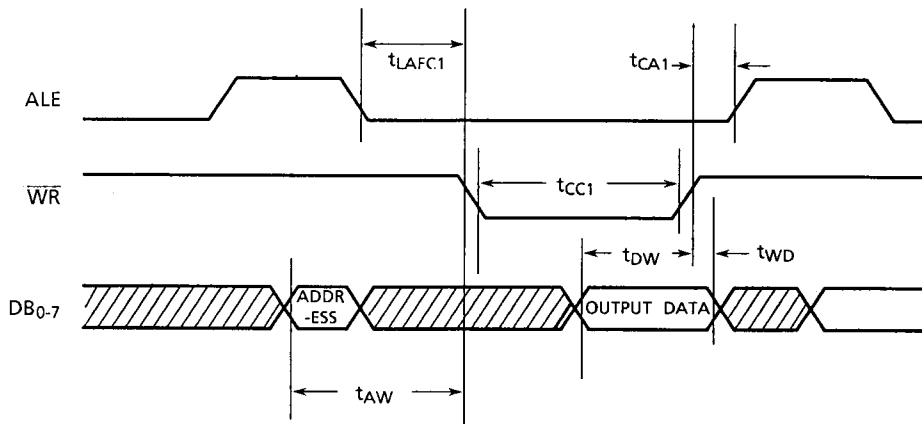 tLAFC1
tCA1
ALE
WR
tCC1
tDW
tWD
DB0-7
ADDR
-ESS
OUTPUT DATA
tAW